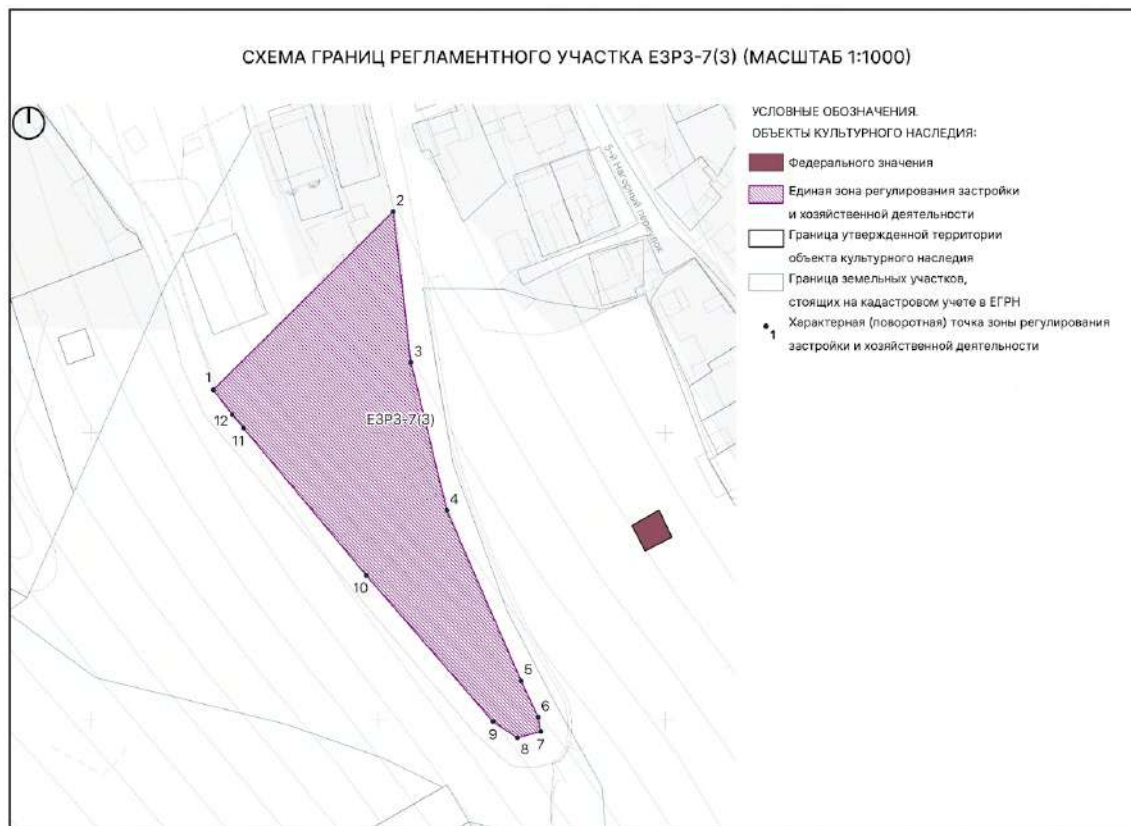 СХЕМА ГРАНИЦ РЕГЛАМЕНТНОГО УЧАСТКА ЕЗРЗ-7(3) (МАСШТАБ 1:1000)
УСЛОВНЫЕ ОБОЗНАЧЕНИЯ.
ОБЪЕКТЫ КУЛЬТУРНОГО НАСЛЕДИЯ:
Федерального значения
Единая зона регулирования застройки
и хозяйственной деятельности
Граница утвержденной территории
объекта культурного наследия
Граница земельных участков,
стоящих на кадастровом учете в ЕГРН
1 Характерная (поворотная) точка зоны регулирования
застройки и хозяйственной деятельности
5-й Нагорный переулок
2
3
1
12
11
ЕЗРЗ-7(3)
4
10
5
6
9
7
8